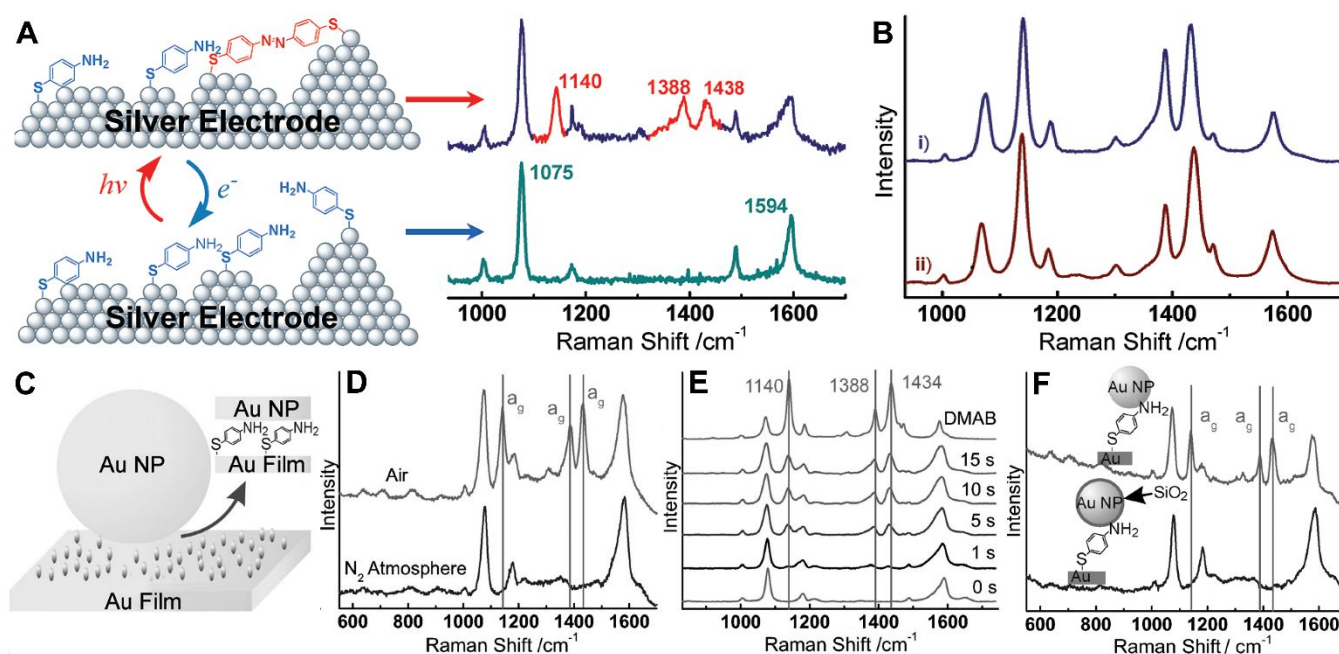 A
NH2
S
NH2
S
S
N=N
S
Silver Electrode
hν
e-
H2N
S
NH2
S
NH2
S
NH2
S
Silver Electrode
1140
1388
1438
1075
1594
1000
1200
1400
1600
Raman Shift /cm-1
B
Intensity
i)
ii)
1000
1200
1400
1600
Raman Shift /cm-1
C
Au NP
Au NP
NH2
NH2
S
S
Au Film
Au Film
D
Intensity
ag
ag
Air
N2 Atmosphere
600
800
1000
1200
1400
1600
Raman Shift /cm-1
E
Intensity
1140
1388
1434
DMAB
15 s
10 s
5 s
1 s
0 s
1000
1200
1400
1600
Raman Shift /cm-1
F
Intensity
Au NP
NH2
S
Au
ag
ag
ag
Au NP
SiO2
NH2
S
Au
600
800
1000
1200
1400
1600
Raman Shift / cm-1